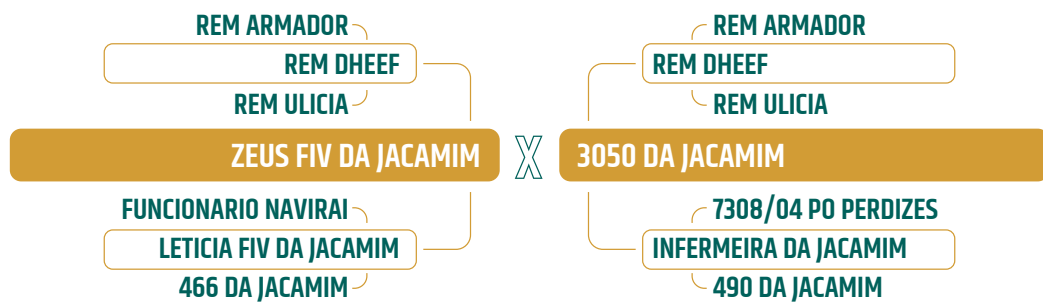 REM ARMADOR
REM DHEEF
REM ULICIA
ZEUS FIV DA JACAMIM
FUNCIONARIO NAVIRAI
LETICIA FIV DA JACAMIM
466 DA JACAMIM
X
REM ARMADOR
REM DHEEF
REM ULICIA
3050 DA JACAMIM
7308/04 PO PERDIZES
INFERMEIRA DA JACAMIM
490 DA JACAMIM